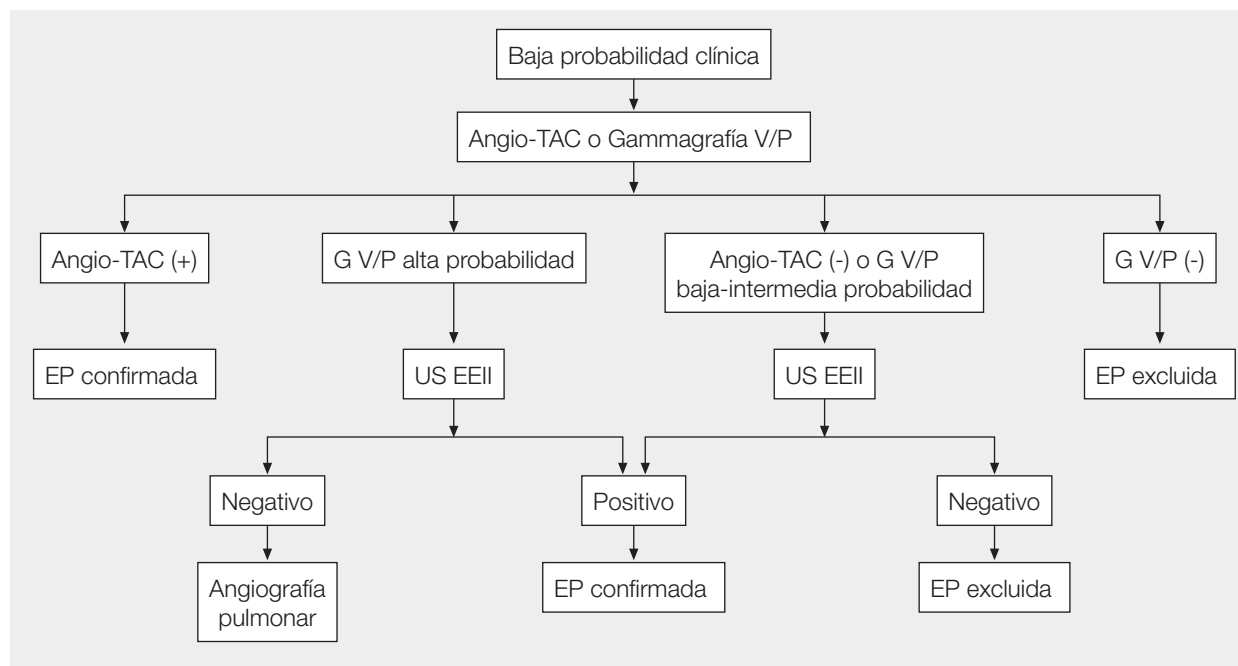 Baja probabilidad clínica
Angio-TAC o Gammagrafía V/P
Angio-TAC (+)
G V/P alta probabilidad
Angio-TAC (-) o G V/P
baja-intermedia probabilidad
G V/P (-)
EP confirmada
US EEII
US EEII
EP excluida
Negativo
Positivo
Negativo
Angiografía
pulmonar
EP confirmada
EP excluida